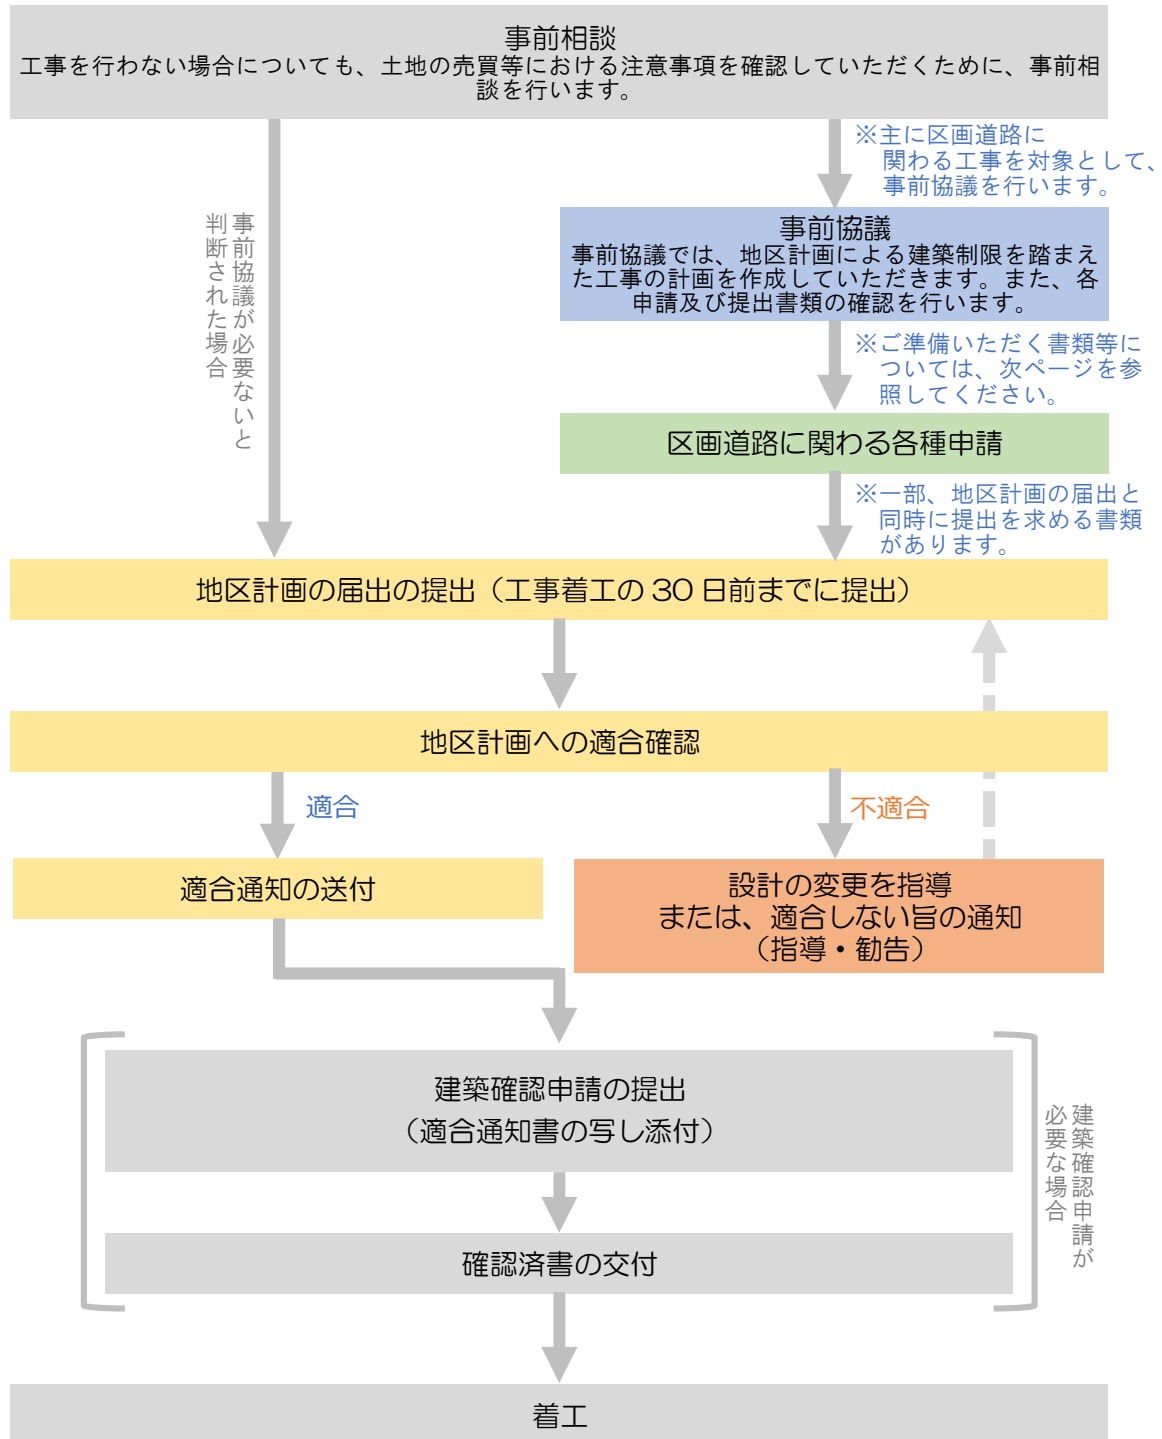 事前相談
工事を行わない場合についても、土地の売買等における注意事項を確認していただくために、事前相
談を行います。
※主に区画道路に
関わる工事を対象として、
事前協議を行います。
事前協議が必要ないと
判断された場合
事前協議
事前協議では、地区計画による建築制限を踏まえ
た工事の計画を作成していただきます。また、各
申請及び提出書類の確認を行います。
※ご準備いただく書類等に
ついては、次ページを参
照してください。
区画道路に関わる各種申請
※一部、地区計画の届出と
同時に提出を求める書類
があります。
地区計画の届出の提出（工事着工の 30 日前までに提出）
地区計画への適合確認
適合
不適合
適合通知の送付
設計の変更を指導
または、適合しない旨の通知
（指導・勧告）
建築確認申請の提出
（適合通知書の写し添付）
建築確認申請が
必要な場合
確認済書の交付
着工